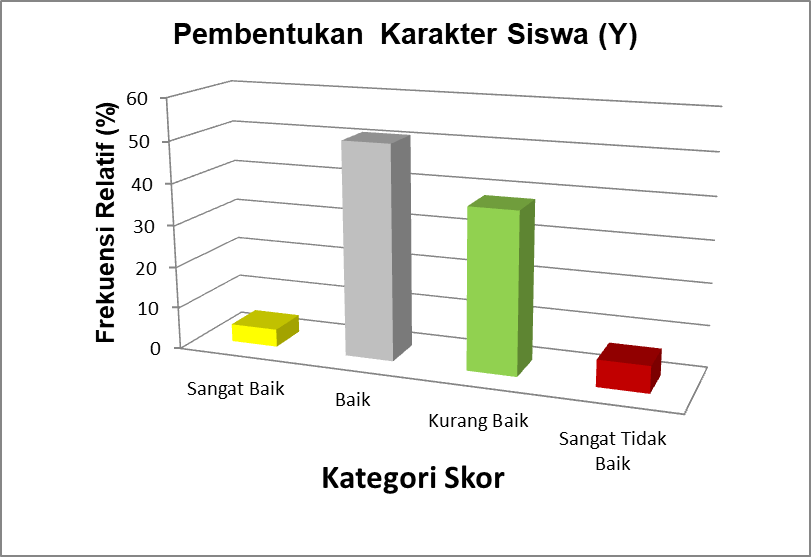 Pembentukan  Karakter Siswa (Y)
Frekuensi Relatif (%)
60
50
40
30
20
10
0
Sangat Baik
Baik
Kurang Baik
Sangat Tidak
Baik
Kategori Skor